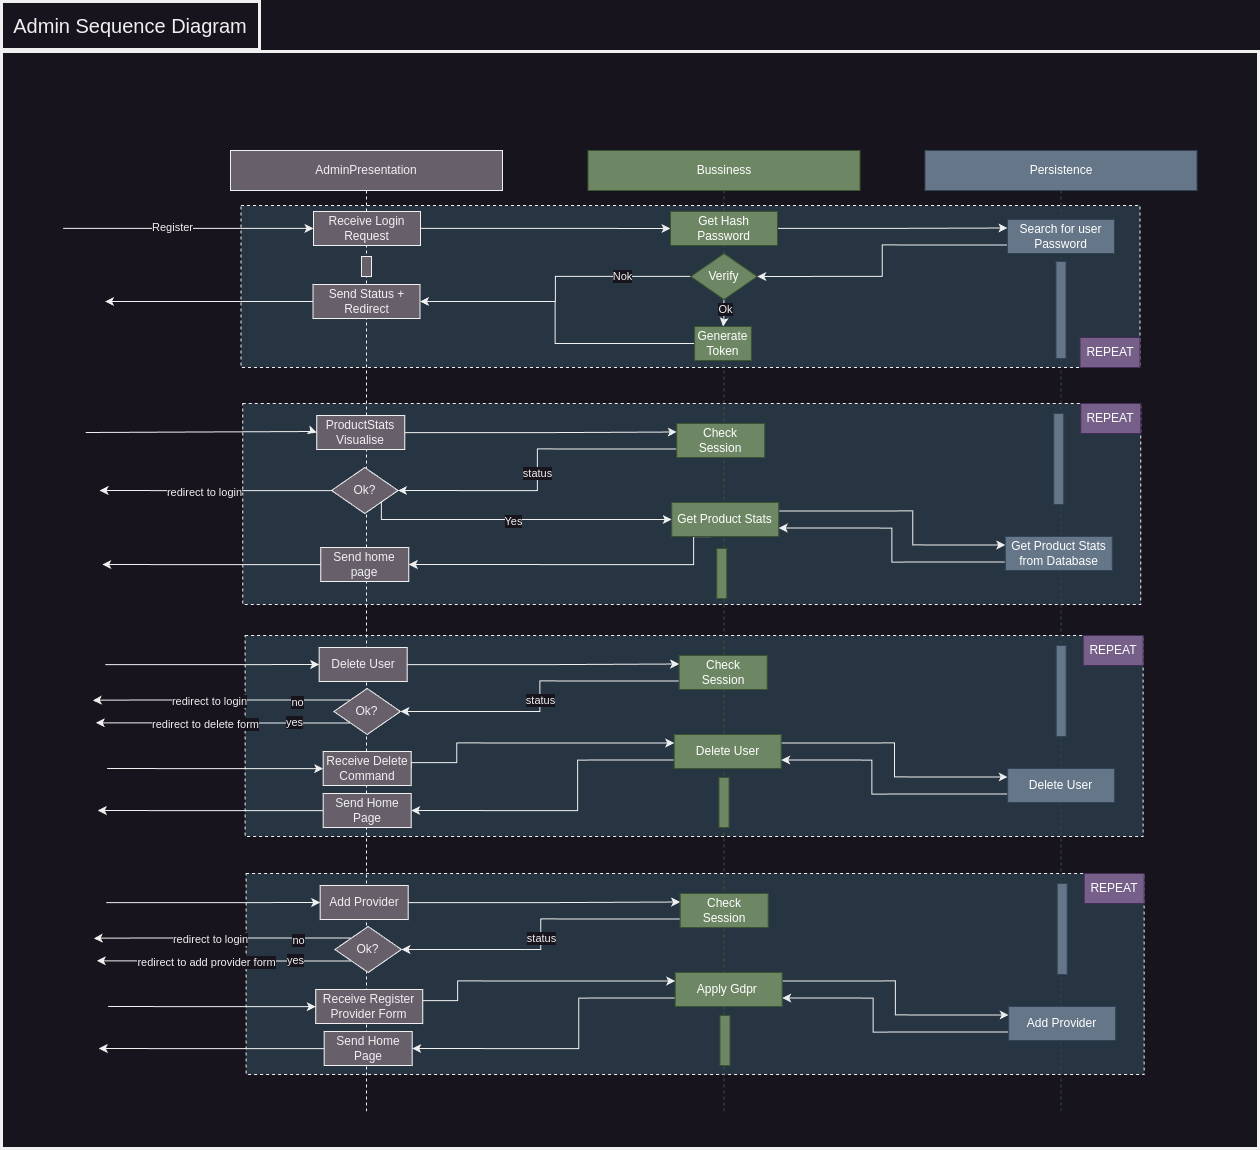 Admin Sequence Diagram
AdminPresentation
Bussiness
Persistence
Register
Receive Login
Request
Get Hash
Password
Search for user
Password
Nok
Verify
Send Status +
Redirect
Ok
Generate
Token
REPEAT
REPEAT
ProductStats
Visualise
Check
Session
status
redirect to login
Ok?
Yes
Get Product Stats
Send home
page
Get Product Stats
from Database
REPEAT
Delete User
Check
Session
redirect to login
no
Ok?
status
redirect to delete form
yes
Receive Delete
Command
Delete User
Delete User
Send Home
Page
REPEAT
Add Provider
Check
Session
redirect to login
no
Ok?
status
redirect to add provider form
yes
Receive Register
Provider Form
Apply Gdpr
Add Provider
Send Home
Page